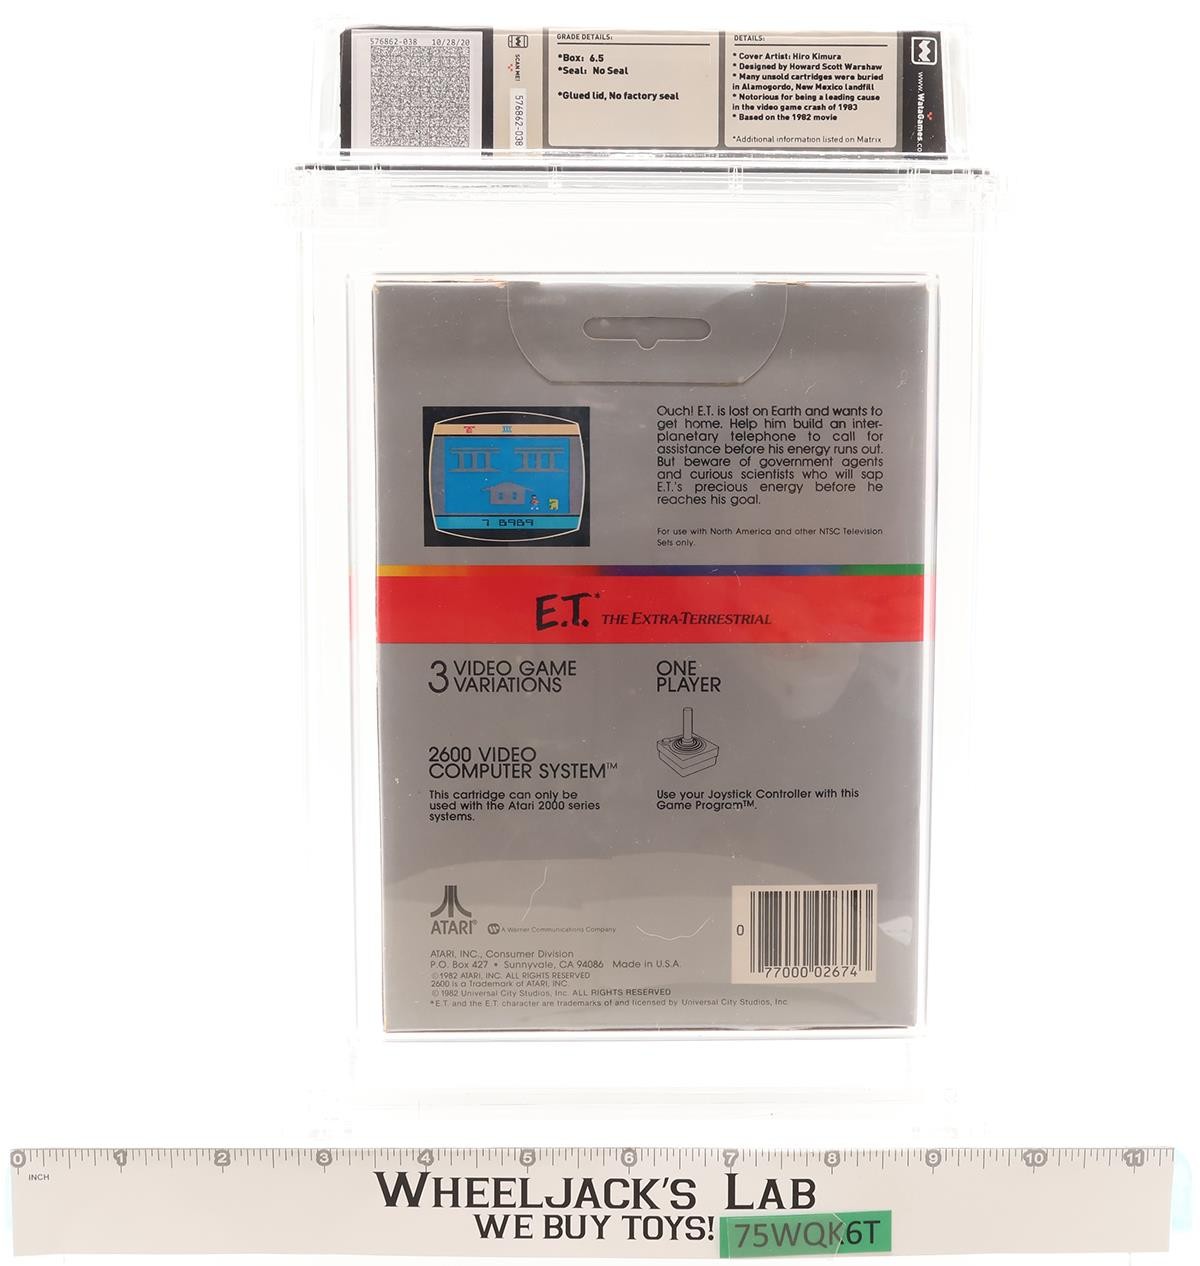 576862-038 10/28/20
SCAN ME!
576862-038
GRADE DETAILS:
*Box: 6.5
*Seal: No Seal
*Glued lid, No factory seal
DETAILS:
* Cover Artist: Hiro Kimura
* Designed by Howard Scott Warshaw
* Many unsold cartridges were buried
in Alamogordo, New Mexico landfill
* Notorious for being a leading cause
in the video game crash of 1983
* Based on the 1982 movie
*Additional information listed on Matrix
www.WataGames.co
Ouch! E.T. is lost on Earth and wants to
get home. Help him build an inter-
planetary telephone to call for
assistance before his energy runs out.
But beware of government agents
and curious scientists who will sap
E.T.'s precious energy before he
reaches his goal.
For use with North America and other NTSC Television
Sets only.
7 8989
E.T.* THE EXTRA-TERRESTRIAL
3 VIDEO GAME
VARIATIONS
ONE
PLAYER
2600 VIDEO
COMPUTER SYSTEM™
This cartridge can only be
used with the Atari 2000 series
systems.
Use your Joystick Controller with this
Game Program™.
ATARI® W A Warner Communications Company
ATARI, INC., Consumer Division
P.O. Box 427 • Sunnyvale, CA 94086 Made in U.S.A.
©1982 ATARI, INC. ALL RIGHTS RESERVED
2600 is a Trademark of ATARI, INC.
© 1982 Universal City Studios, Inc. ALL RIGHTS RESERVED
*E.T. and the E.T. character are trademarks of and licensed by Universal City Studios, Inc.
0 77000 02674
0 1 2 3 4 5 6 7 8 9 10 11
INCH
WHEELJACK'S LAB
WE BUY TOYS!
75WQK6T